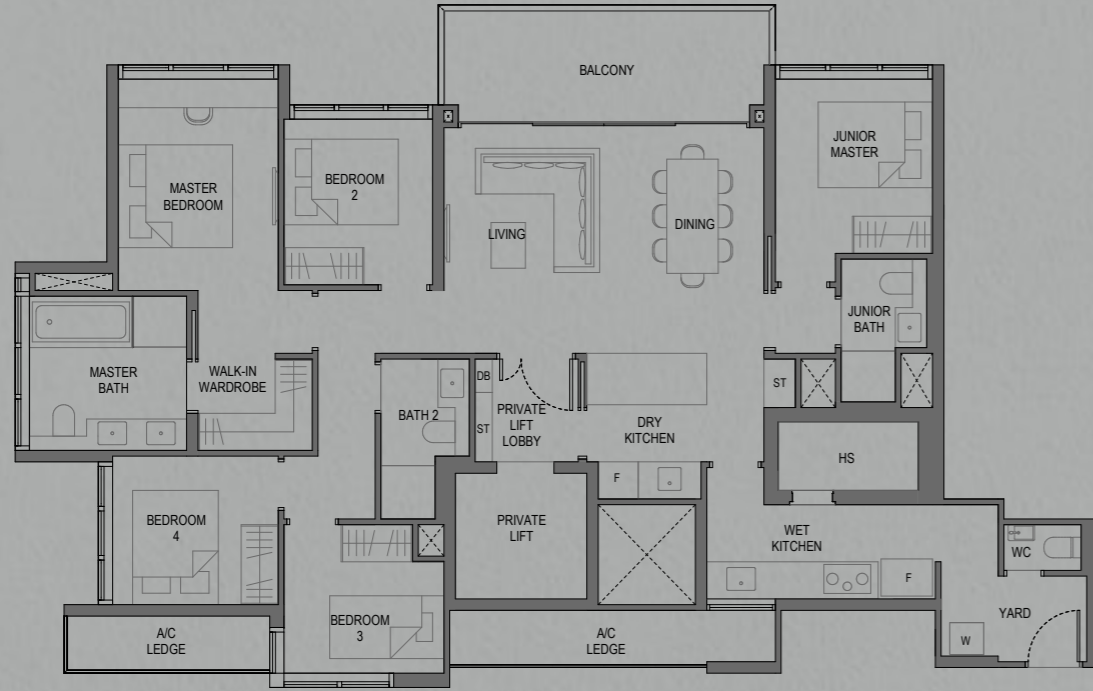 BALCONY
JUNIOR
MASTER
MASTER
BEDROOM
BEDROOM
2
LIVING
DINING
JUNIOR
BATH
MASTER
BATH
WALK-IN
WARDROBE
DB
ST
PRIVATE
LIFT
LOBBY
BATH 2
DRY
KITCHEN
ST
HS
F
BEDROOM
4
PRIVATE
LIFT
WET
KITCHEN
F
WC
BEDROOM
3
YARD
W
A/C
LEDGE
A/C
LEDGE